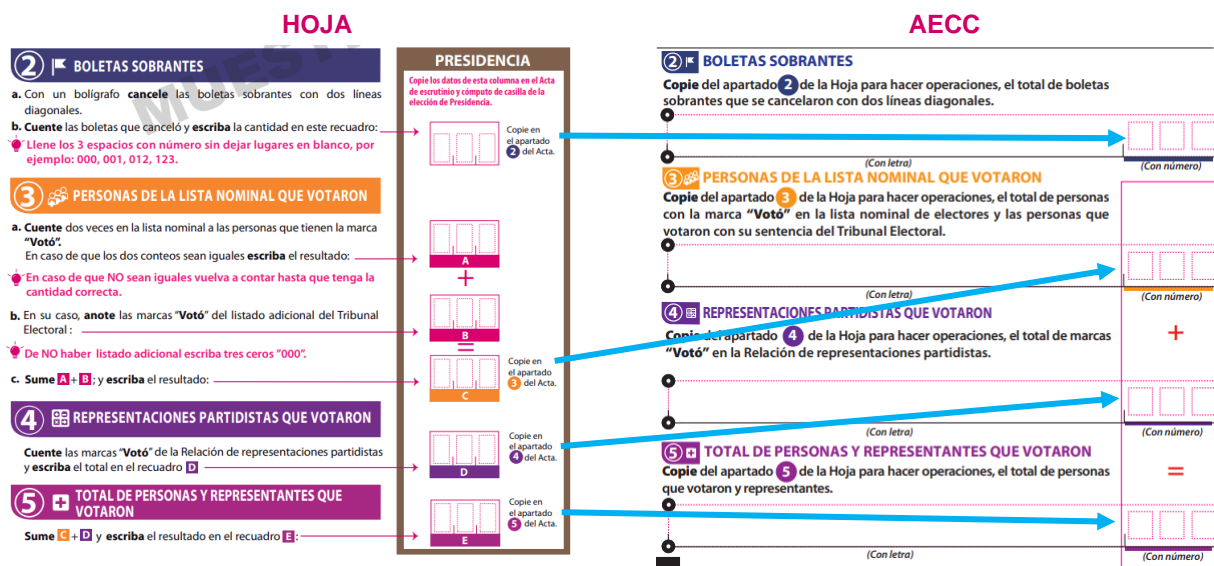 HOJA
2 BOLETAS SOBRANTES
a. Con un bolígrafo cancele las boletas sobrantes con dos líneas
diagonales.
b. Cuente las boletas que canceló y escriba la cantidad en este recuadro:
Llene los 3 espacios con número sin dejar lugares en blanco, por
ejemplo: 000, 001, 012, 123.
3 PERSONAS DE LA LISTA NOMINAL QUE VOTARON
a. Cuente dos veces en la lista nominal a las personas que tienen la marca
“Votó”.
En caso de que los dos conteos sean iguales escriba el resultado:
En caso de que NO sean iguales vuelva a contar hasta que tenga la
cantidad correcta.
b. En su caso, anote las marcas “Votó” del listado adicional del Tribunal
Electoral :
De NO haber listado adicional escriba tres ceros “000”.
c. Sume A + B ; y escriba el resultado:
4 REPRESENTACIONES PARTIDISTAS QUE VOTARON
Cuente las marcas “Votó” de la Relación de representaciones partidistas
y escriba el total en el recuadro D
5 TOTAL DE PERSONAS Y REPRESENTANTES QUE
VOTARON
Sume C + D y escriba el resultado en el recuadro E :
PRESIDENCIA
Copie los datos de esta columna en el Acta
de escrutinio y cómputo de casilla de la
elección de Presidencia.
Copie en
el apartado
2 del Acta.
A
+
B
=
Copie en
el apartado
3 del Acta.
C
Copie en
el apartado
4 del Acta.
D
Copie en
el apartado
5 del Acta.
E
AECC
2 BOLETAS SOBRANTES
Copie del apartado 2 de la Hoja para hacer operaciones, el total de boletas
sobrantes que se cancelaron con dos líneas diagonales.
(Con letra)
(Con número)
3 PERSONAS DE LA LISTA NOMINAL QUE VOTARON
Copie del apartado 3 de la Hoja para hacer operaciones, el total de personas
con la marca “Votó” en la lista nominal de electores y las personas que
votaron con su sentencia del Tribunal Electoral.
(Con letra)
(Con número)
+
4 REPRESENTACIONES PARTIDISTAS QUE VOTARON
Copie del apartado 4 de la Hoja para hacer operaciones, el total de marcas
“Votó” en la Relación de representaciones partidistas.
(Con letra)
(Con número)
=
5 TOTAL DE PERSONAS Y REPRESENTANTES QUE VOTARON
Copie del apartado 5 de la Hoja para hacer operaciones, el total de personas
que votaron y representantes.
(Con letra)
(Con número)